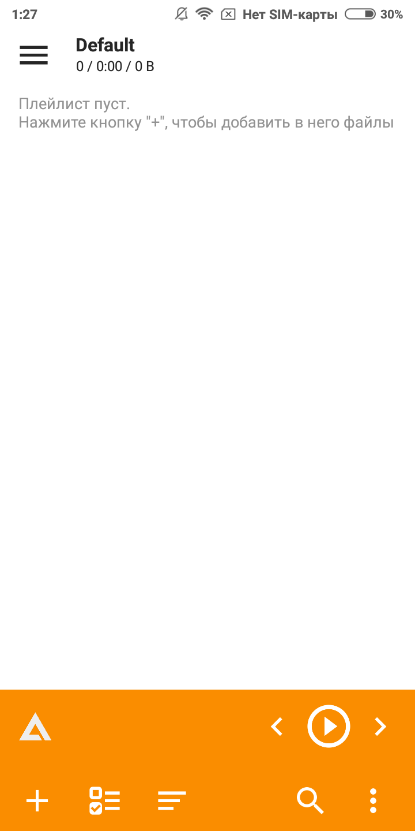 1:27
Нет SIM-карты
30%
Default
0 / 0:00 / 0 B
Плейлист пуст.
Нажмите кнопку "+", чтобы добавить в него файлы